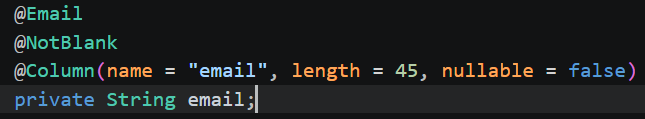 @Email
@NotBlank
@Column(name = "email", length = 45, nullable = false)
private String email;